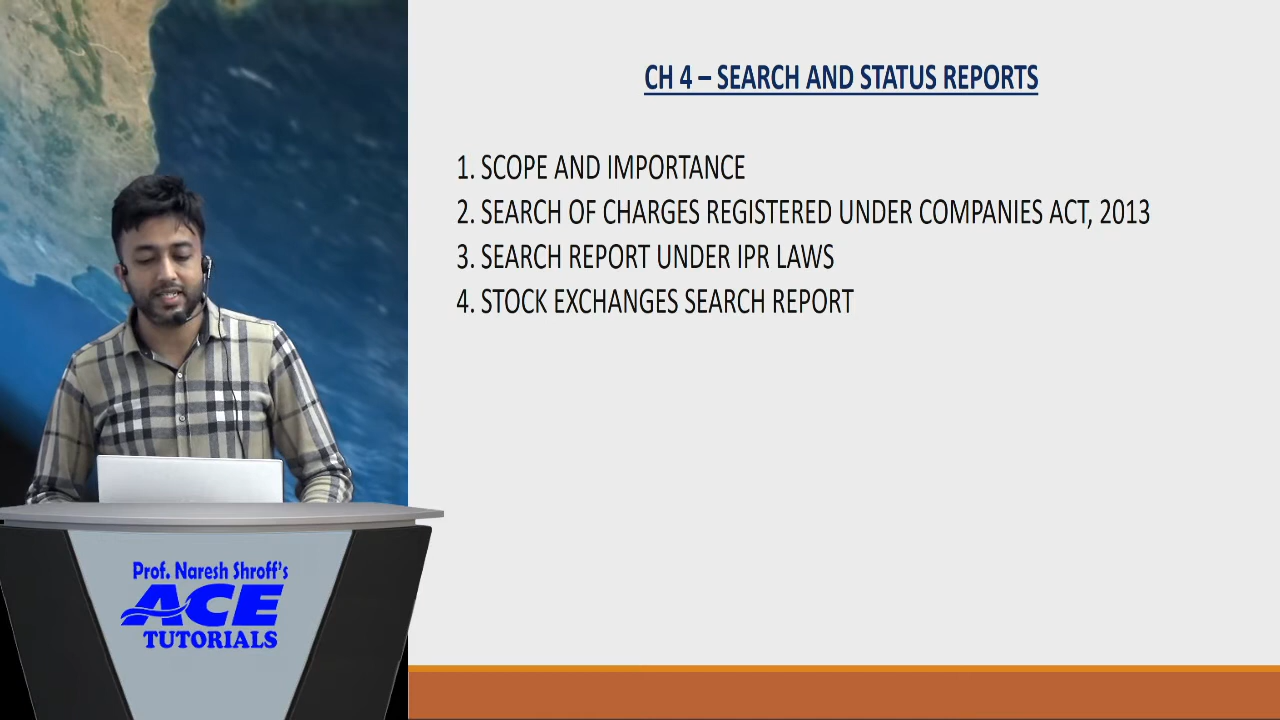 CH 4 – SEARCH AND STATUS REPORTS
1. SCOPE AND IMPORTANCE
2. SEARCH OF CHARGES REGISTERED UNDER COMPANIES ACT, 2013
3. SEARCH REPORT UNDER IPR LAWS
4. STOCK EXCHANGES SEARCH REPORT
Prof. Naresh Shroff's
ACE
TUTORIALS